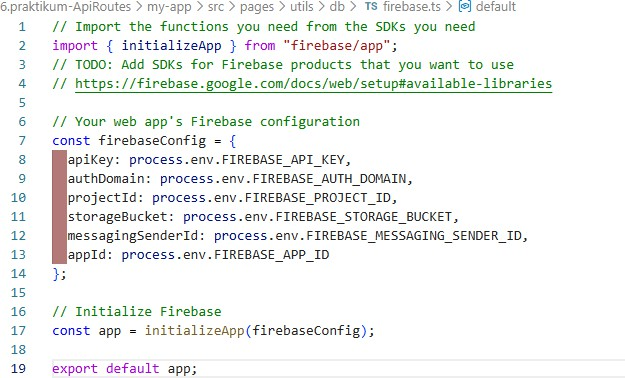 6.praktikum-ApiRoutes > my-app > src > pages > utils > db > TS firebase.ts > default
1 // Import the functions you need from the SDKs you need
2 import { initializeApp } from "firebase/app";
3 // TODO: Add SDKs for Firebase products that you want to use
4 // https://firebase.google.com/docs/web/setup#available-libraries
5
6 // Your web app's Firebase configuration
7 const firebaseConfig = {
8   apiKey: process.env.FIREBASE_API_KEY,
9   authDomain: process.env.FIREBASE_AUTH_DOMAIN,
10   projectId: process.env.FIREBASE_PROJECT_ID,
11   storageBucket: process.env.FIREBASE_STORAGE_BUCKET,
12   messagingSenderId: process.env.FIREBASE_MESSAGING_SENDER_ID,
13   appId: process.env.FIREBASE_APP_ID
14 };
15
16 // Initialize Firebase
17 const app = initializeApp(firebaseConfig);
18
19 export default app;